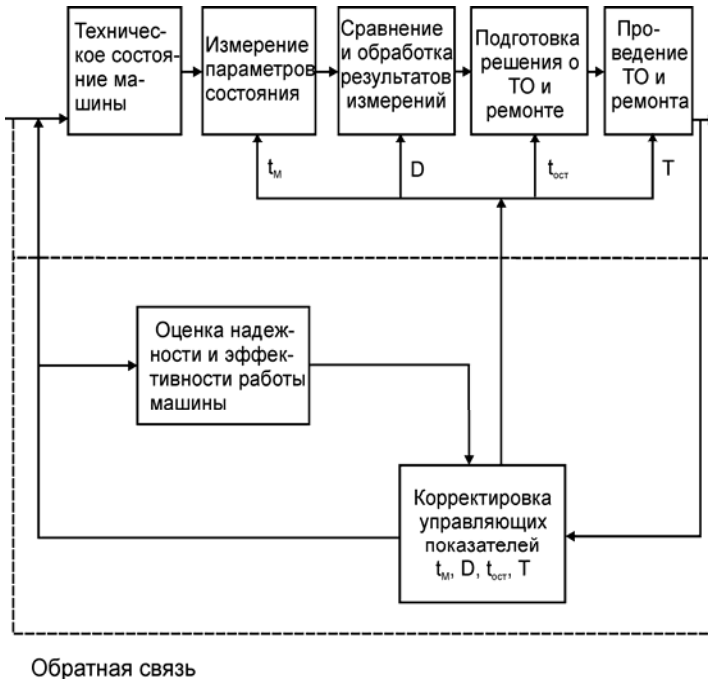 Техничес-
кое состоя-
ние ма-
шины
Измерение
параметров
состояния
Сравнение
и обработка
результатов
измерений
Подготовка
решения о
ТО и
ремонте
Про-
ведение
ТО и
ремонта
tм
D
tост
T
Оценка надеж-
ности и эффек-
тивности работы
машины
Корректировка
управляющих
показателей
tм, D, tост, T
Обратная связь